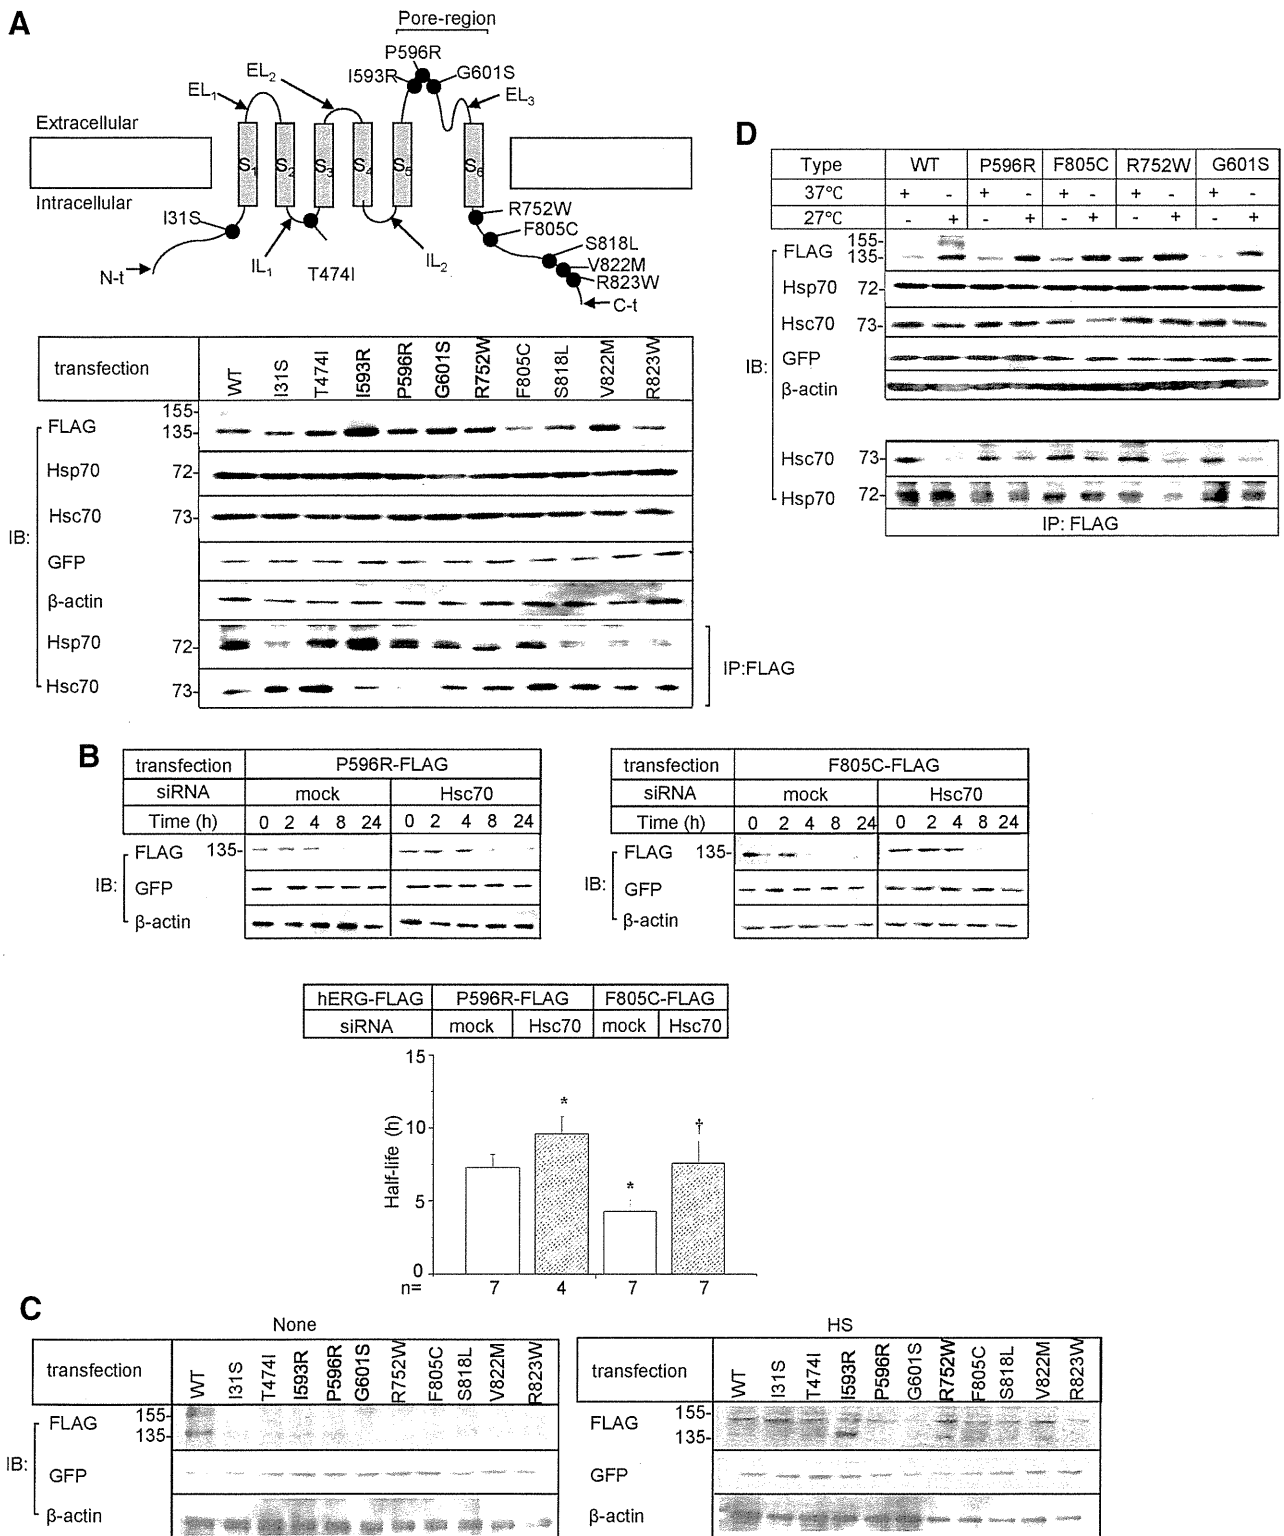 A
Pore-region
P596R
I593R
G601S
EL2
EL1
EL3
Extracellular
S1 S2 S3 S4 S5 S6
Intracellular
I31S
R752W
F805C
S818L
V822M
R823W
N-t
IL1
T474I
IL2
C-t
transfection WT I31S T474I I593R P596R G601S R752W F805C S818L V822M R823W
155-
FLAG 135-
Hsp70 72-
Hsc70 73-
IB:
GFP
β-actin
Hsp70 72-
IP:FLAG
Hsc70 73-
D
Type WT P596R F805C R752W G601S
37℃ + - + - + - + - + -
27℃ - + - + - + - + - +
155-
FLAG 135-
Hsp70 72-
Hsc70 73-
GFP
IB:
β-actin
Hsc70 73-
Hsp70 72-
IP: FLAG
B
transfection P596R-FLAG
siRNA mock Hsc70
Time (h) 0 2 4 8 24 0 2 4 8 24
FLAG 135-
IB: GFP
β-actin
transfection F805C-FLAG
siRNA mock Hsc70
Time (h) 0 2 4 8 24 0 2 4 8 24
FLAG 135-
IB: GFP
β-actin
hERG-FLAG P596R-FLAG F805C-FLAG
siRNA mock Hsc70 mock Hsc70
15
10
5
0
Half-life (h)
* * †
n= 7 4 7 7
C
None
transfection WT I31S T474I I593R P596R G601S R752W F805C S818L V822M R823W
155-
FLAG
135-
IB:
GFP
β-actin
HS
transfection WT I31S T474I I593R P596R G601S R752W F805C S818L V822M R823W
155-
FLAG
135-
GFP
β-actin